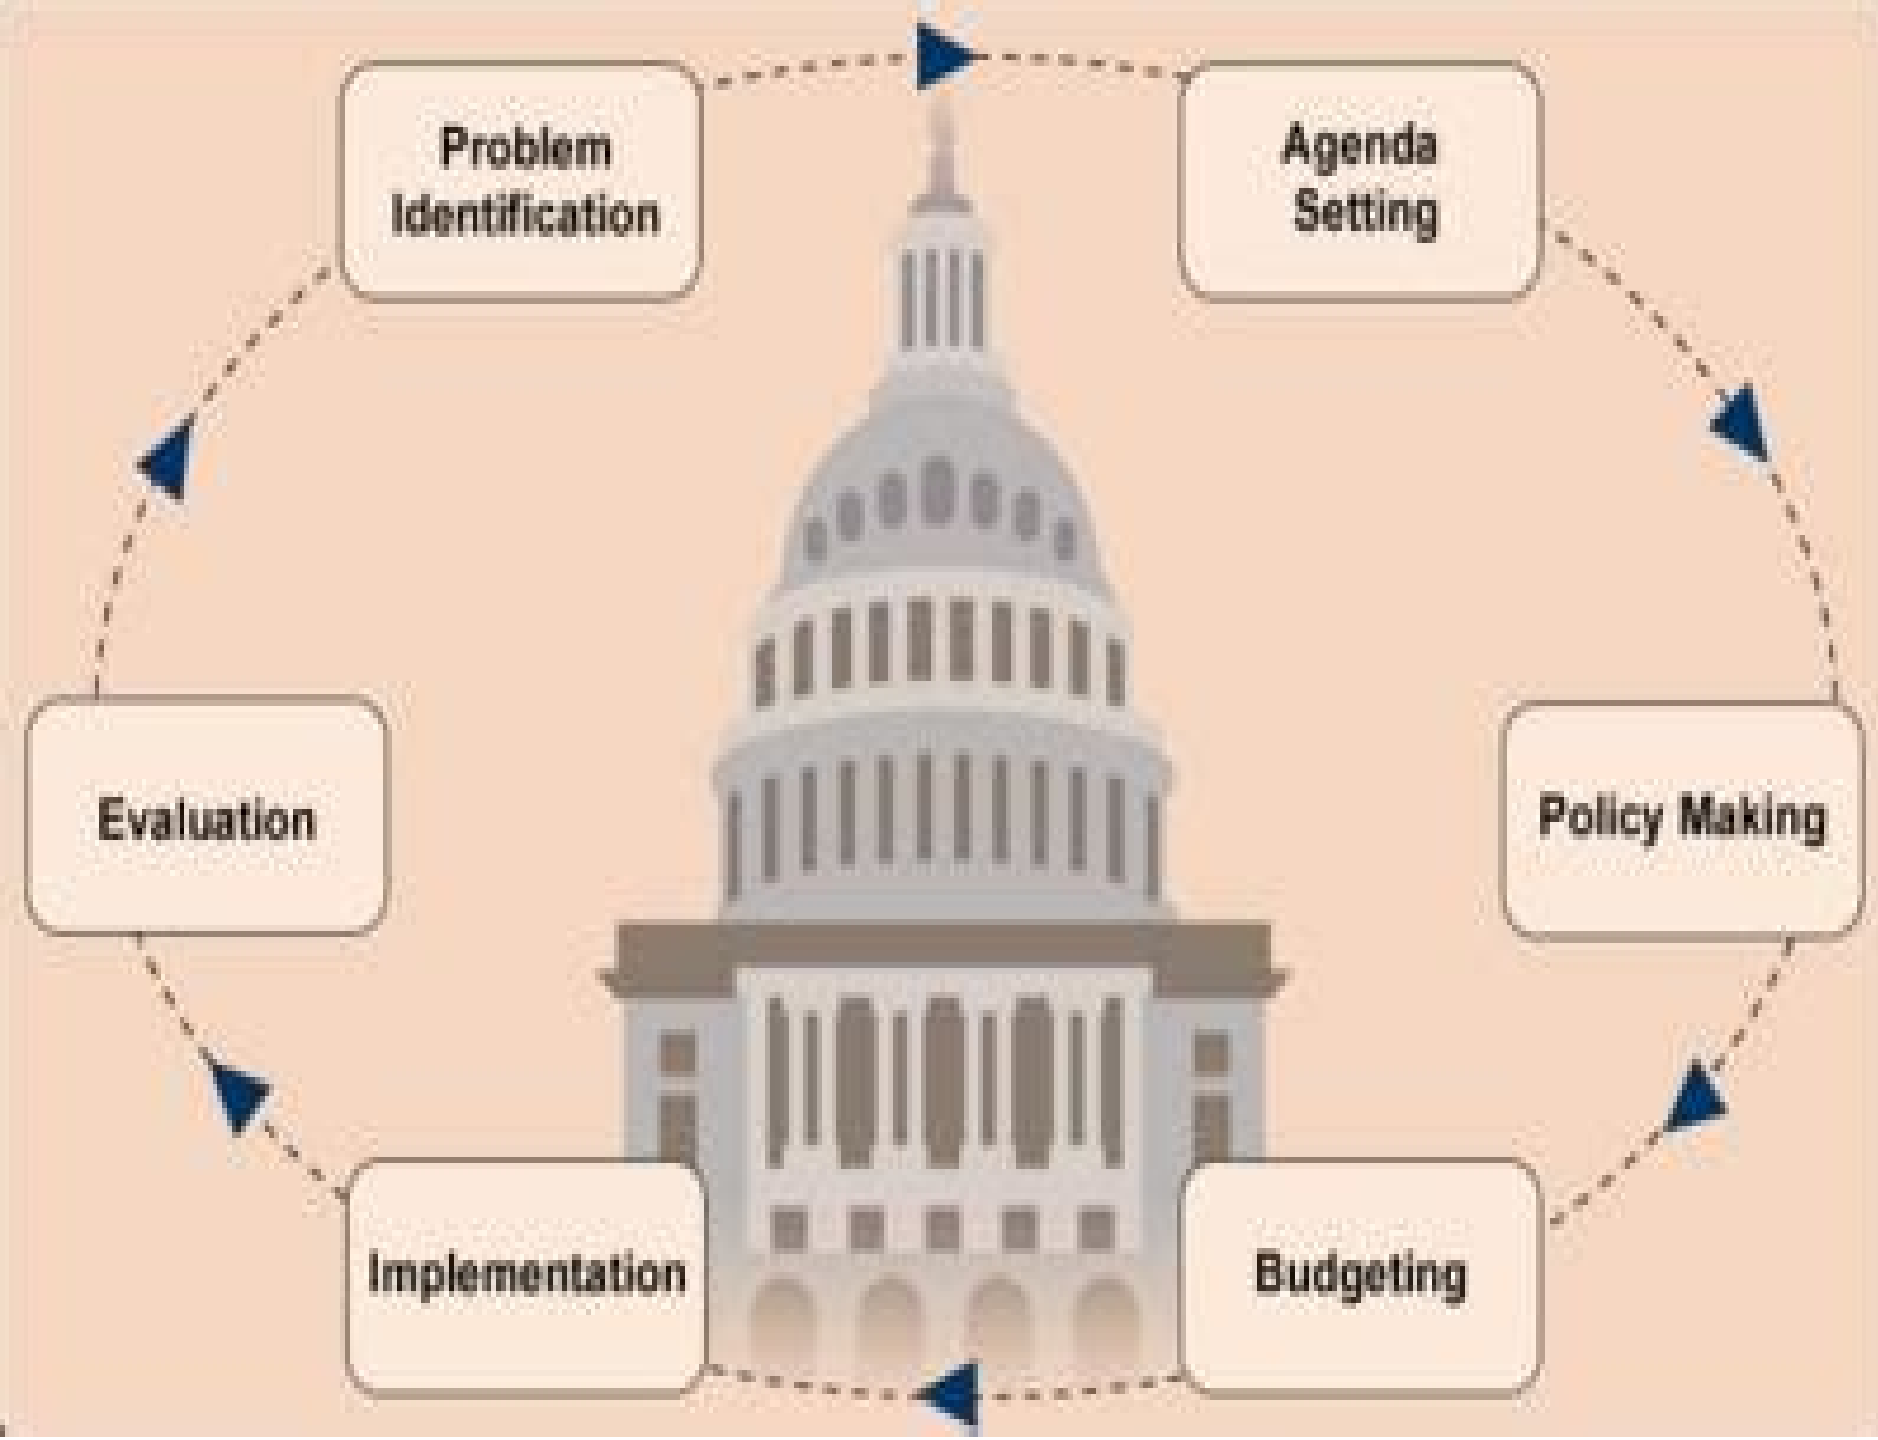 Problem
Identification
Agenda
Setting
Evaluation
Policy Making
Implementation
Budgeting